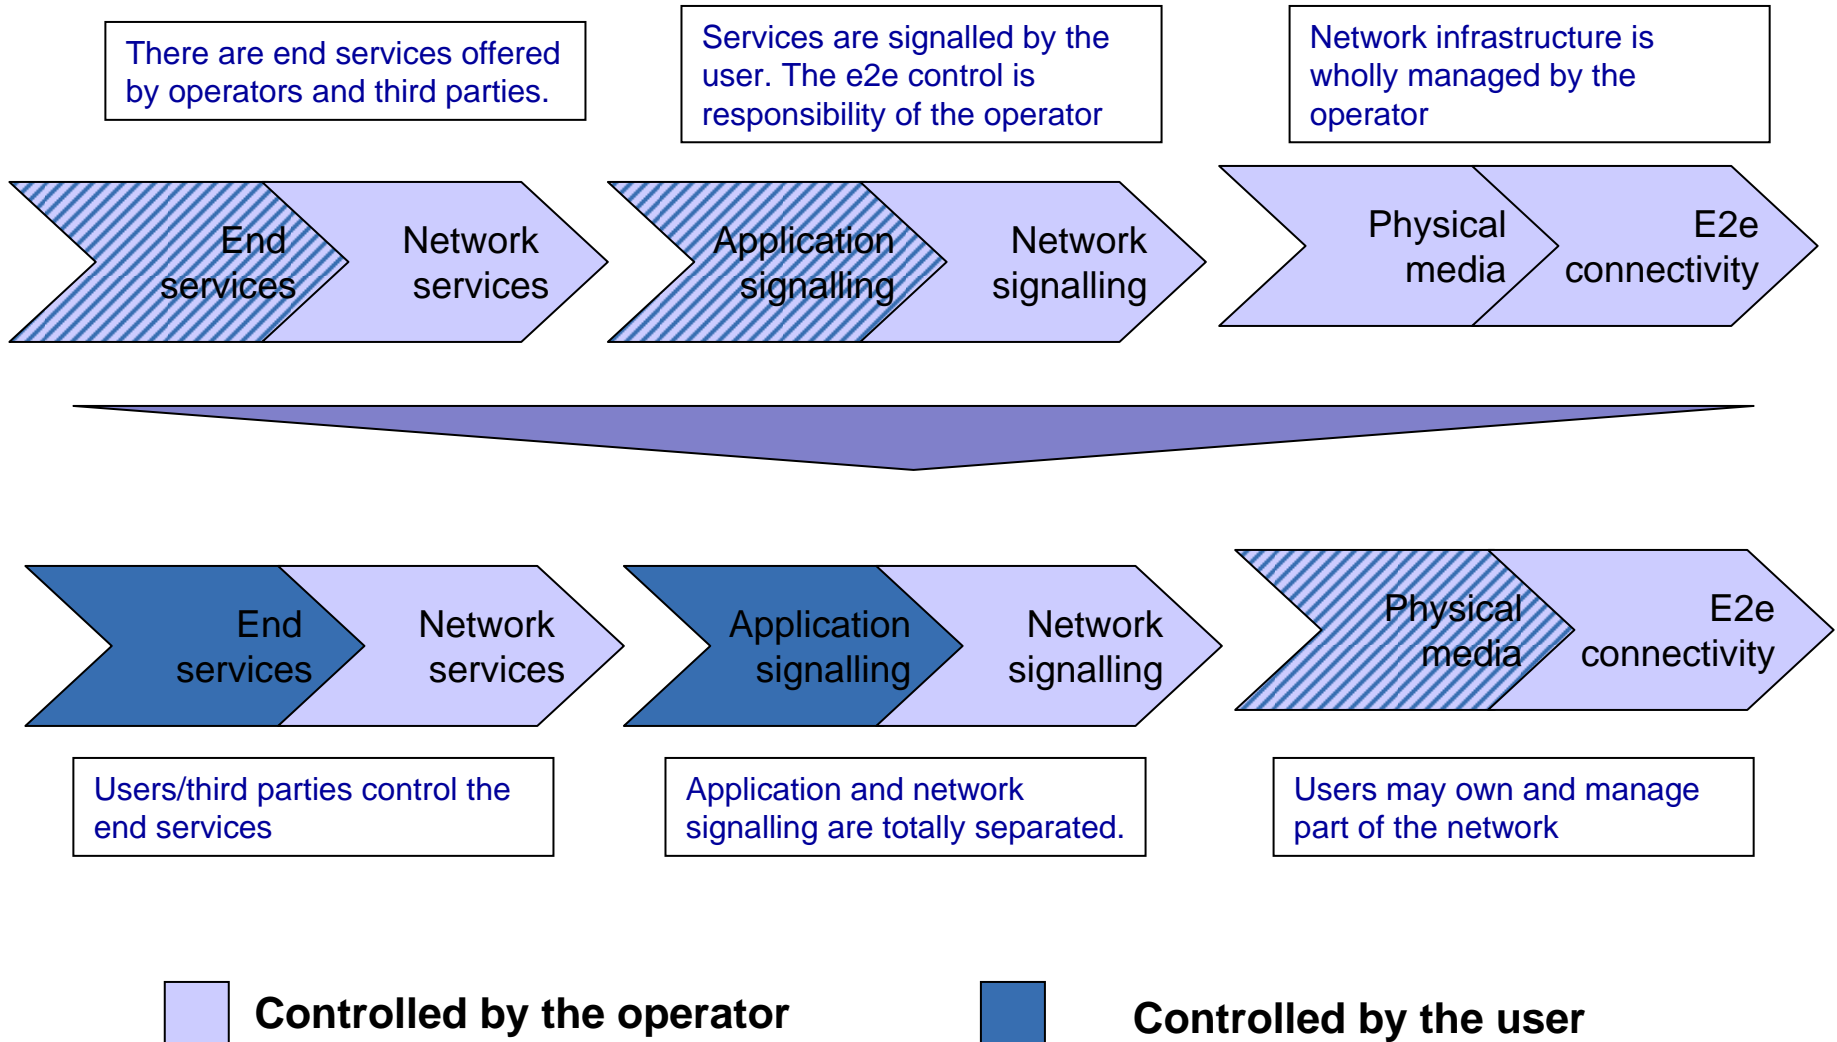 There are end services offered
by operators and third parties.
Services are signalled by the
user. The e2e control is
responsibility of the operator
Network infrastructure is
wholly managed by the
operator
End
services
Network
services
Application
signalling
Network
signalling
Physical
media
E2e
connectivity
End
services
Network
services
Application
signalling
Network
signalling
Physical
media
E2e
connectivity
Users/third parties control the
end services
Application and network
signalling are totally separated.
Users may own and manage
part of the network
Controlled by the operator
Controlled by the user